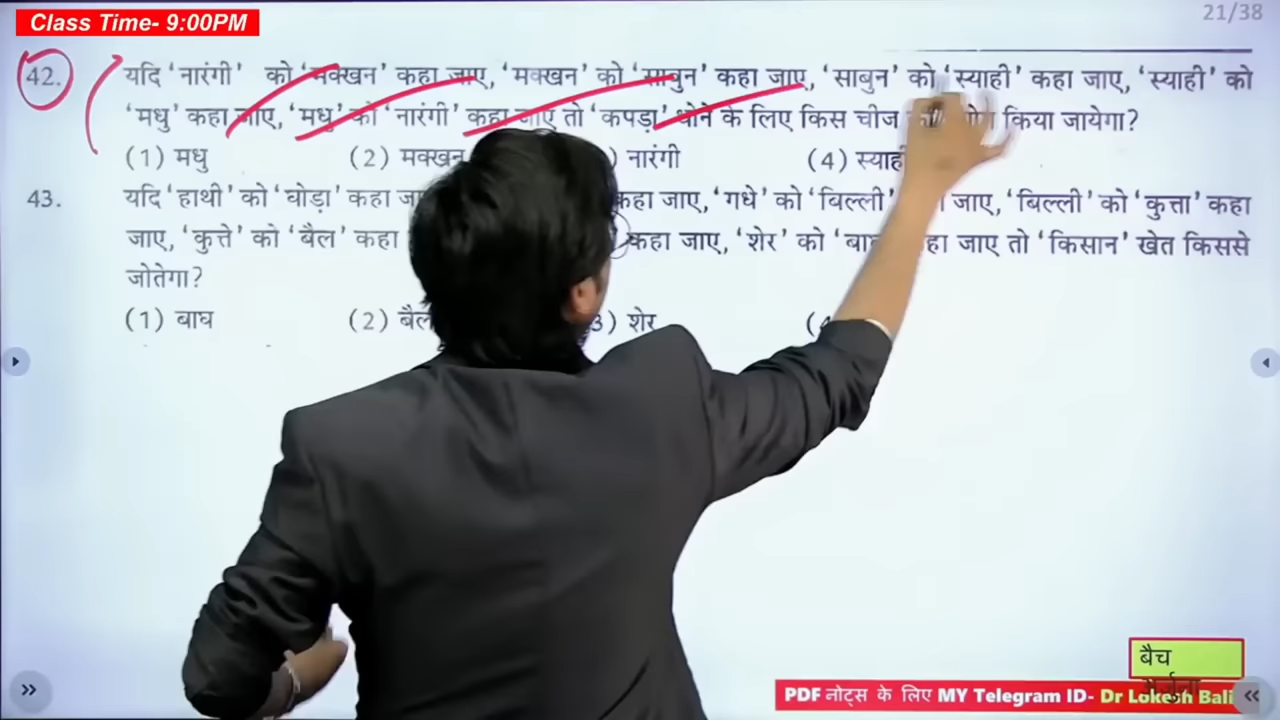 Class Time- 9:00PM
21/38
42. यदि 'नारंगी' को 'मक्खन' कहा जाए, 'मक्खन' को 'साबुन' कहा जाए, 'साबुन' को 'स्याही' कहा जाए, 'स्याही' को
'मधु' कहा जाए, 'मधु' को 'नारंगी' कहा जाए तो 'कपड़ा' धोने के लिए किस चीज किया जायेगा?
(1) मधु (2) मक्खन ) नारंगी (4) स्याही
43. यदि 'हाथी' को 'घोड़ा' कहा कहा जाए, 'गधे' को 'बिल्ली' जाए, 'बिल्ली' को 'कुत्ता' कहा
जाए, 'कुत्ते' को 'बैल' कहा कहा जाए, 'शेर' को जाए तो 'किसान' खेत किससे
जोतेगा?
(1) बाघ (2) बैल 3) शेर
बैच
PDF नोट्स के लिए MY Telegram ID- Dr Lokesh Bali